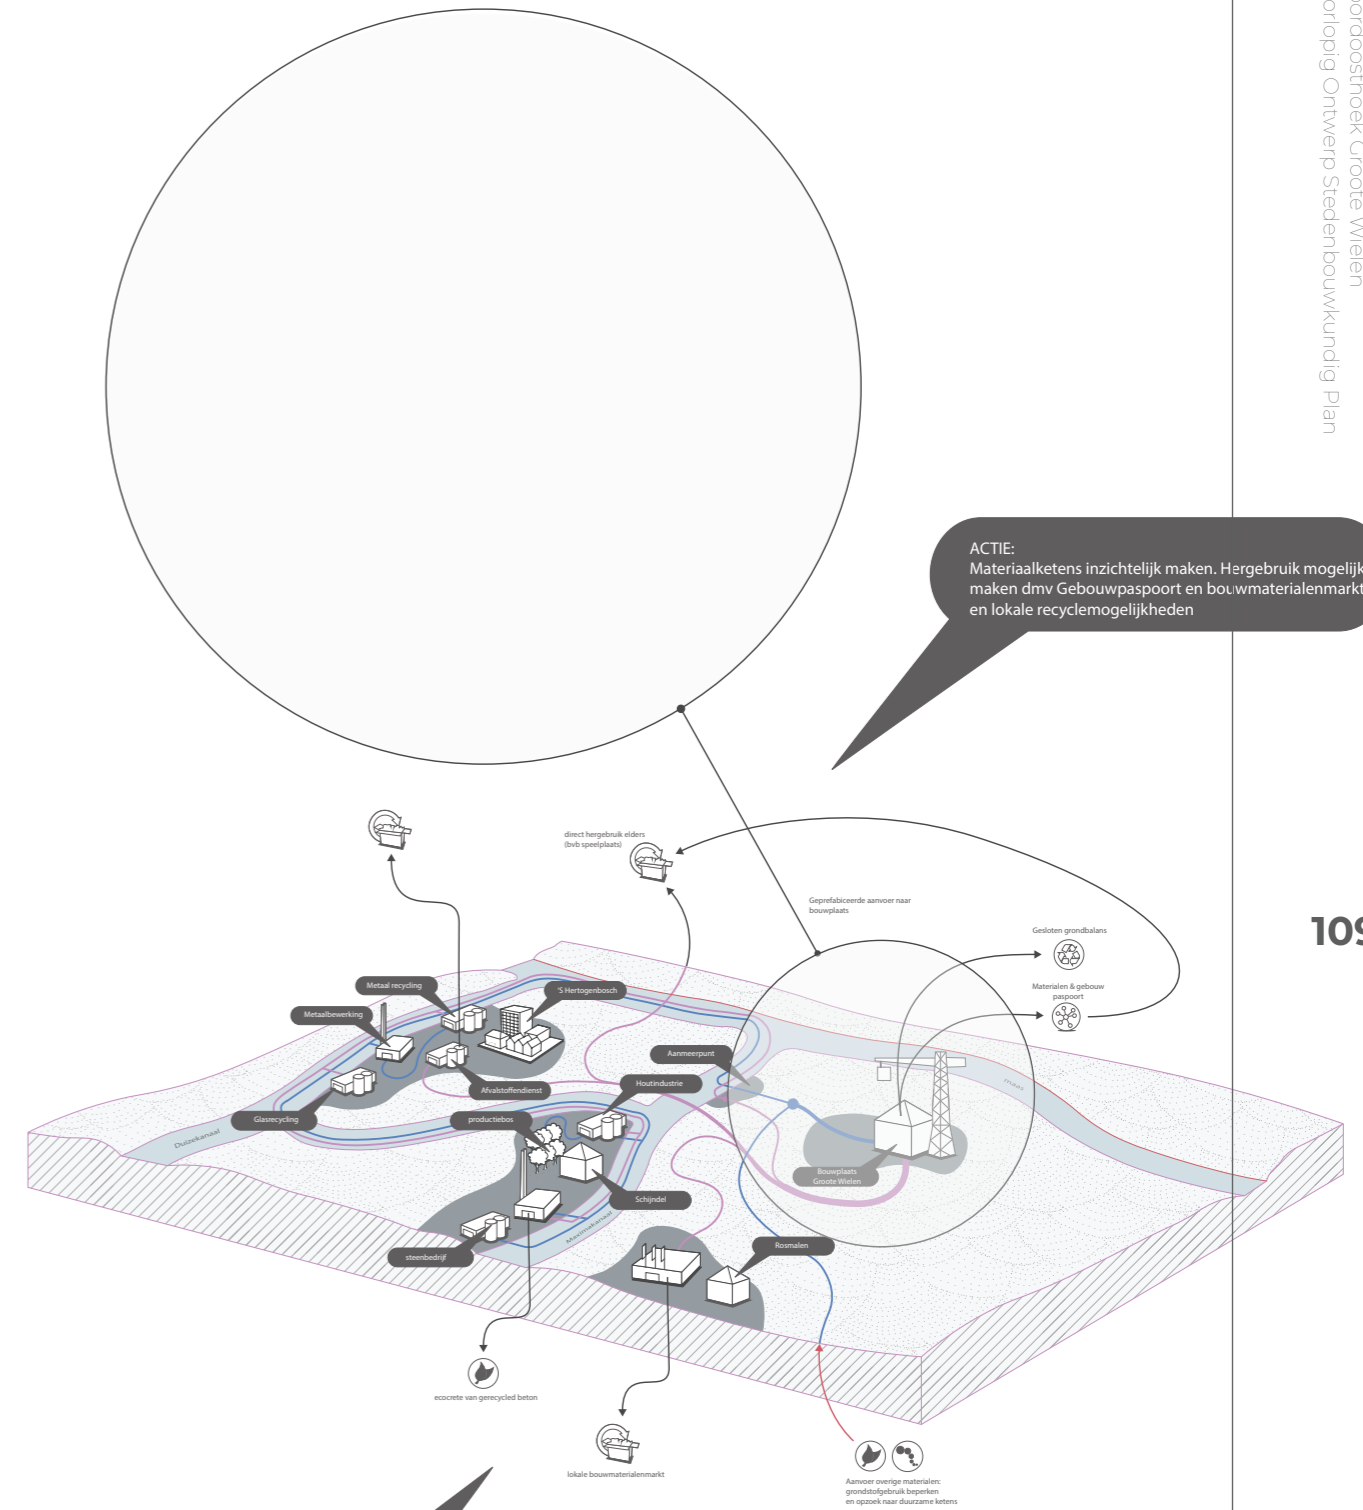 Groote Wielen
Ontwerp Stedenbouwkundig Plan
ACTIE:
Materiaalketens inzichtelijk maken. Hergebruik mogelijk
maken dmv Gebouwpaspoort en bouwmaterialenmarkt
en lokale recyclemogelijkheden
direct hergebruik elders
(bvb speelplaats)
Geprefabiceerde aanvoer naar
bouwplaats
109
Gesloten grondbalans
Materialen & gebouw
paspoort
Metaal recycling
'S Hertogenbosch
Metaalbewerking
Aanmeerpunt
Afvalstoffendienst
Houtindustrie
maas
Glasrecycling
productiebos
Duizekanaal
Bouwplaats
Groote Wielen
Schijndel
Maximakanaal
steenbedrijf
Rosmalen
ecocrete van gerecycled beton
lokale bouwmaterialenmarkt
Aanvoer overige materialen:
grondstofgebruik beperken
en opzoek naar duurzame ketens